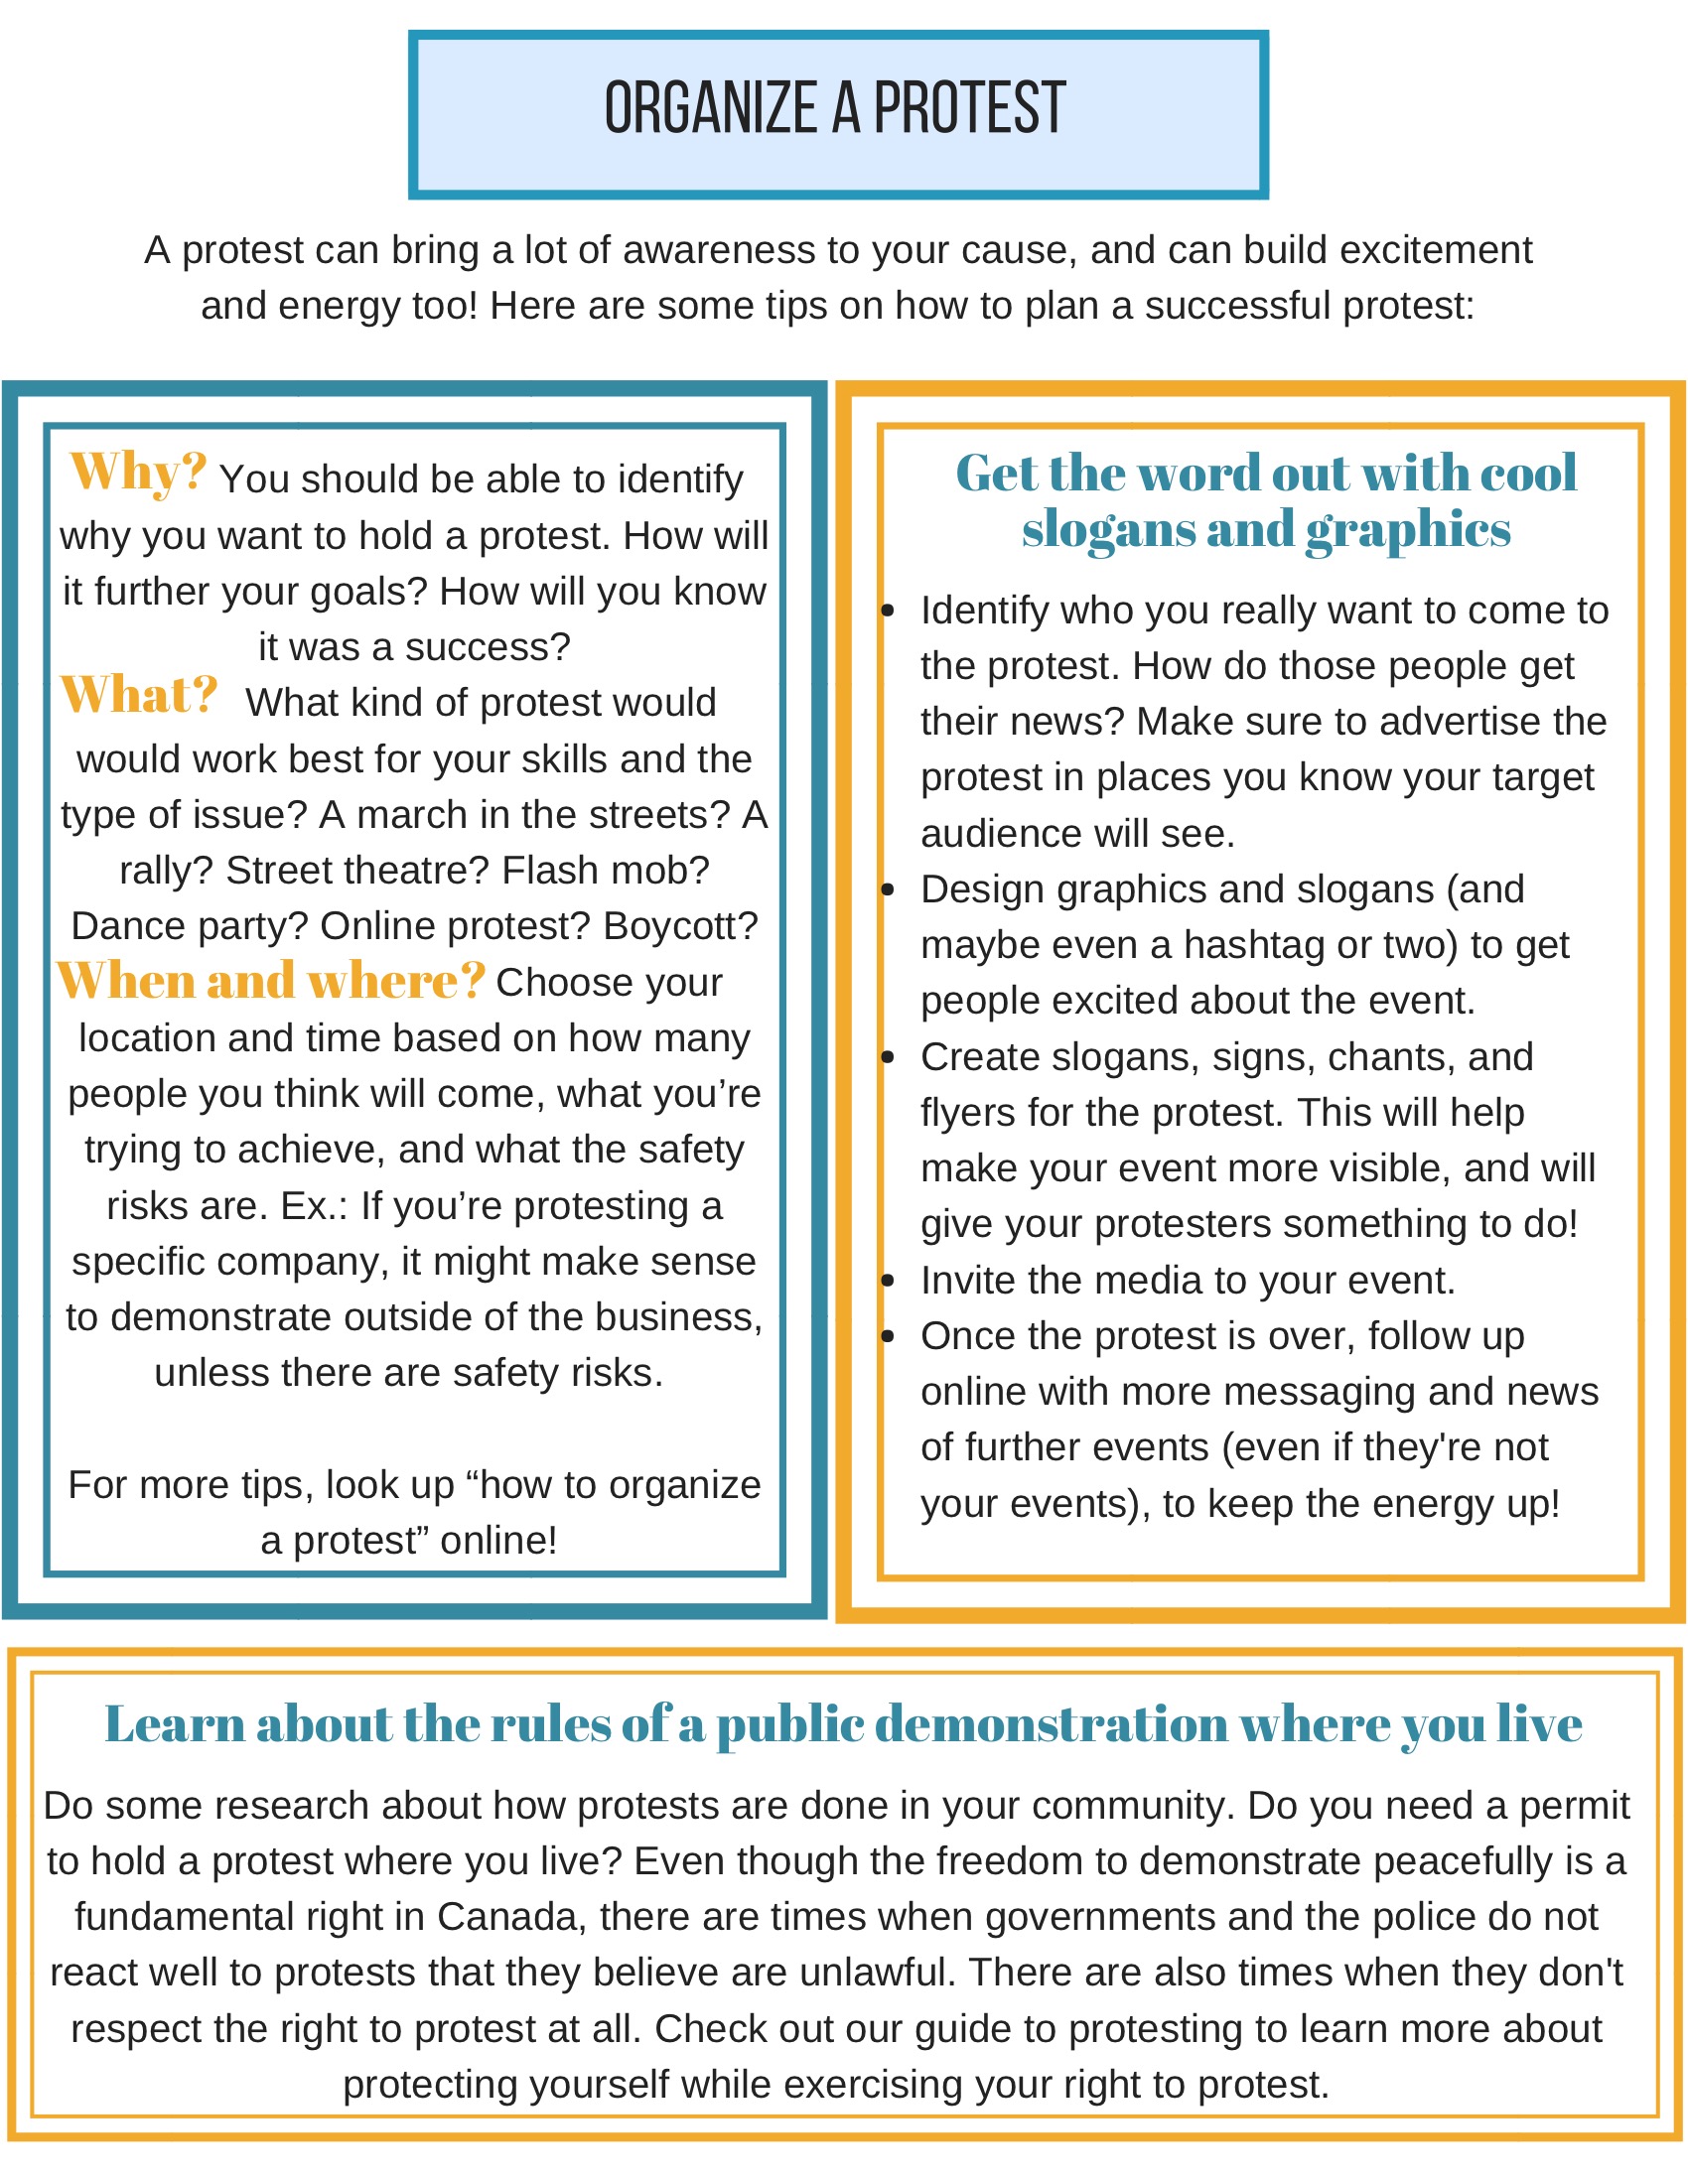 ORGANIZE A PROTEST
A protest can bring a lot of awareness to your cause, and can build excitement
and energy too! Here are some tips on how to plan a successful protest:
Why? You should be able to identify
why you want to hold a protest. How will
it further your goals? How will you know
it was a success?
What? What kind of protest would
would work best for your skills and the
type of issue? A march in the streets? A
rally? Street theatre? Flash mob?
Dance party? Online protest? Boycott?
When and where? Choose your
location and time based on how many
people you think will come, what you’re
trying to achieve, and what the safety
risks are. Ex.: If you’re protesting a
specific company, it might make sense
to demonstrate outside of the business,
unless there are safety risks.
For more tips, look up “how to organize
a protest” online!
Get the word out with cool
slogans and graphics
• Identify who you really want to come to
the protest. How do those people get
their news? Make sure to advertise the
protest in places you know your target
audience will see.
• Design graphics and slogans (and
maybe even a hashtag or two) to get
people excited about the event.
• Create slogans, signs, chants, and
flyers for the protest. This will help
make your event more visible, and will
give your protesters something to do!
• Invite the media to your event.
• Once the protest is over, follow up
online with more messaging and news
of further events (even if they're not
your events), to keep the energy up!
Learn about the rules of a public demonstration where you live
Do some research about how protests are done in your community. Do you need a permit
to hold a protest where you live? Even though the freedom to demonstrate peacefully is a
fundamental right in Canada, there are times when governments and the police do not
react well to protests that they believe are unlawful. There are also times when they don't
respect the right to protest at all. Check out our guide to protesting to learn more about
protecting yourself while exercising your right to protest.